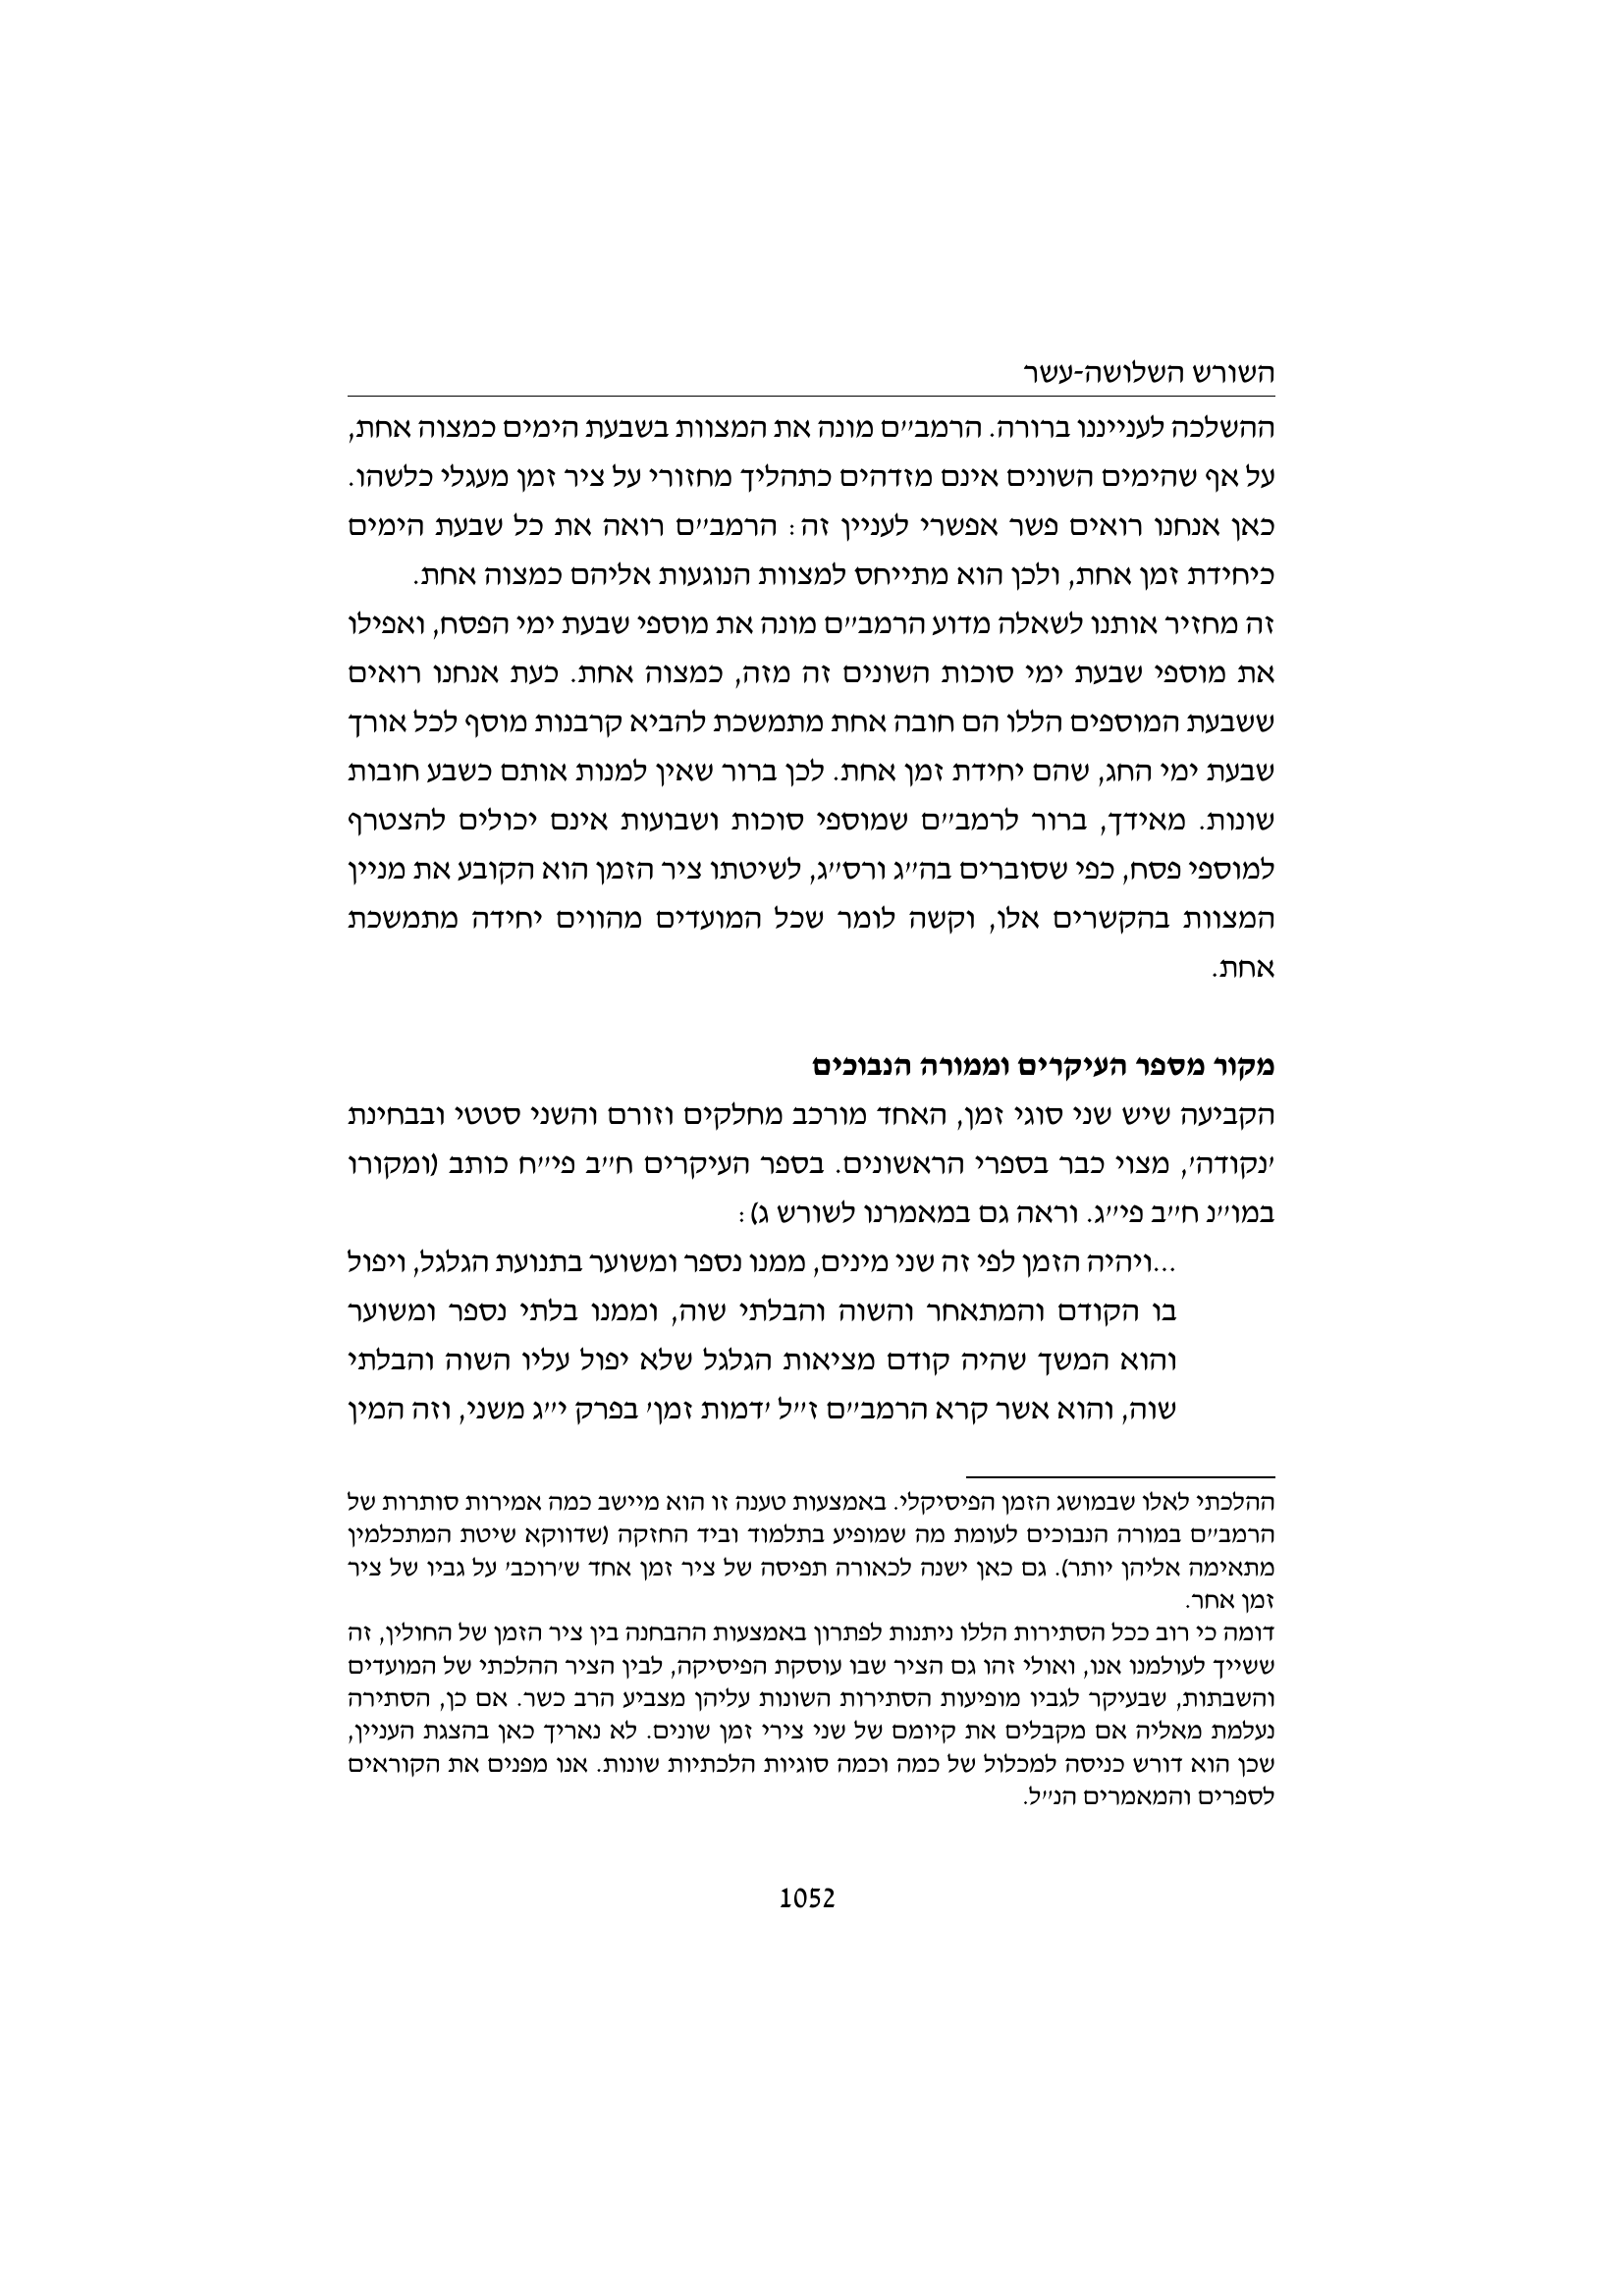 השורש השלושה-עשר
ההשלכה לענייננו ברורה. הרמב״ם מונה את המצוות בשבעת הימים כמצוה אחת,
על אף שהימים השונים אינם מזדהים כתהליך מחזורי על ציר זמן מעגלי כלשהו.
כאן אנחנו רואים פשר אפשרי לעניין זה: הרמב״ם רואה את כל שבעת הימים
כיחידת זמן אחת, ולכן הוא מתייחס למצוות הנוגעות אליהם כמצוה אחת.
זה מחזיר אותנו לשאלה מדוע הרמב״ם מונה את מוספי שבעת ימי הפסח, ואפילו
את מוספי שבעת ימי סוכות השונים זה מזה, כמצוה אחת. כעת אנחנו רואים
ששבעת המוספים הללו הם חובה אחת מתמשכת להביא קרבנות מוסף לכל אורך
שבעת ימי החג, שהם יחידת זמן אחת. לכן ברור שאין למנות אותם כשבע חובות
שונות. מאידך, ברור לרמב״ם שמוספי סוכות ושבועות אינם יכולים להצטרף
למוספי פסח, כפי שסוברים בה״ג ורס״ג, לשיטתו ציר הזמן הוא הקובע את מניין
המצוות בהקשרים אלו, וקשה לומר שכל המועדים מהווים יחידה מתמשכת
אחת.
מקור מספר העיקרים וממורה הנבוכים
הקביעה שיש שני סוגי זמן, האחד מורכב מחלקים וזורם והשני סטטי ובבחינת
'נקודה', מצוי כבר בספרי הראשונים. בספר העיקרים ח״ב פי״ח כותב (ומקורו
במו״נ ח״ב פי״ג. וראה גם במאמרנו לשורש ג):
...ויהיה הזמן לפי זה שני מינים, ממנו נספר ומשוער בתנועת הגלגל, ויפול
בו הקודם והמתאחר והשוה והבלתי שוה, וממנו בלתי נספר ומשוער
והוא המשך שהיה קודם מציאות הגלגל שלא יפול עליו השוה והבלתי
שוה, והוא אשר קרא הרמב״ם ז״ל 'דמות זמן' בפרק י״ג משני, וזה המין
ההלכתי לאלו שבמושג הזמן הפיסיקלי. באמצעות טענה זו הוא מיישב כמה אמירות סותרות של
הרמב״ם במורה הנבוכים לעומת מה שמופיע בתלמוד וביד החזקה (שדווקא שיטת המתכלמין
מתאימה אליהן יותר). גם כאן ישנה לכאורה תפיסה של ציר זמן אחד ש'רוכב' על גביו של ציר
זמן אחר.
דומה כי רוב ככל הסתירות הללו ניתנות לפתרון באמצעות ההבחנה בין ציר הזמן של החולין, זה
ששייך לעולמנו אנו, ואולי זהו גם הציר שבו עוסקת הפיסיקה, לבין הציר ההלכתי של המועדים
והשבתות, שבעיקר לגביו מופיעות הסתירות השונות עליהן מצביע הרב כשר. אם כן, הסתירה
נעלמת מאליה אם מקבלים את קיומם של שני צירי זמן שונים. לא נאריך כאן בהצגת העניין,
שכן הוא דורש כניסה למכלול של כמה וכמה סוגיות הלכתיות שונות. אנו מפנים את הקוראים
לספרים והמאמרים הנ״ל.
1052